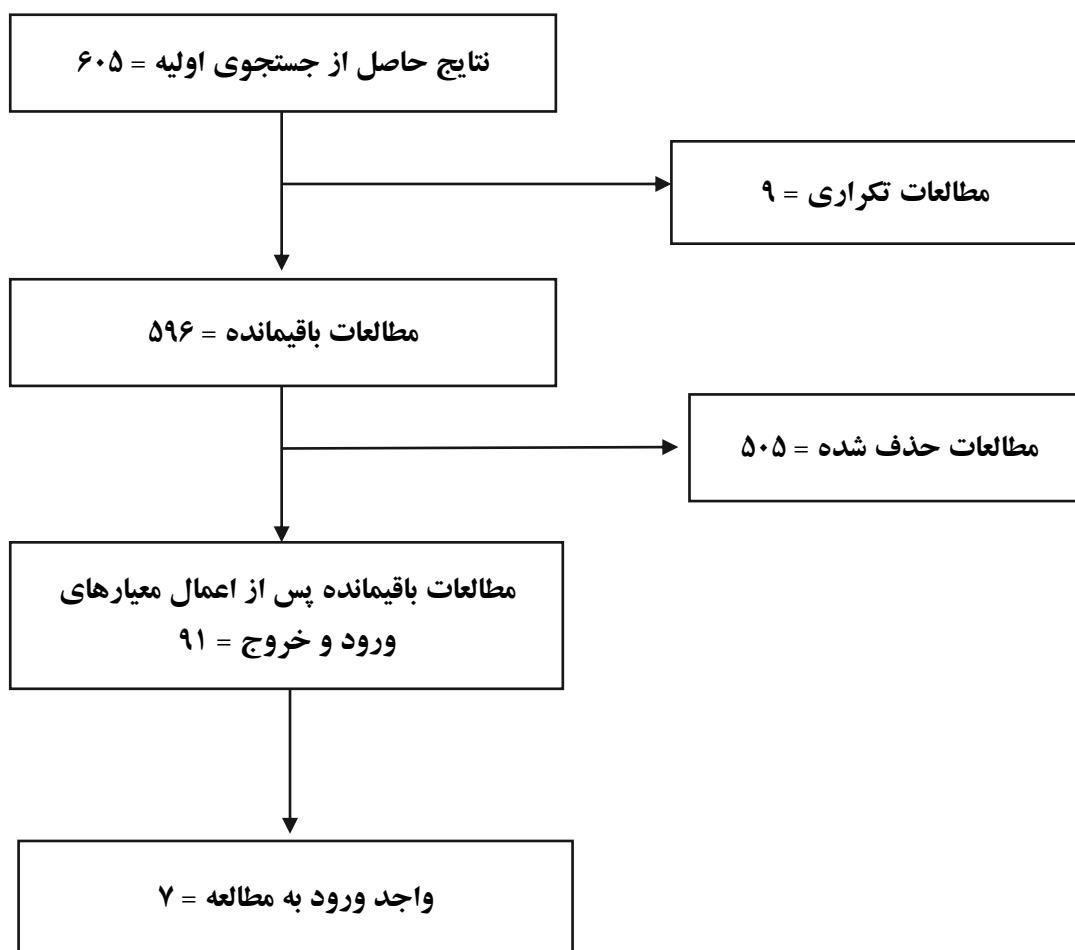 نتایج حاصل از جستجوی اولیه = ۶۰۵
مطالعات تکراری = ۹
مطالعات باقیمانده = ۵۹۶
مطالعات حذف شده = ۵۰۵
مطالعات باقیمانده پس از اعمال معیارهای
ورود و خروج = ۹۱
واجد ورود به مطالعه = ۷